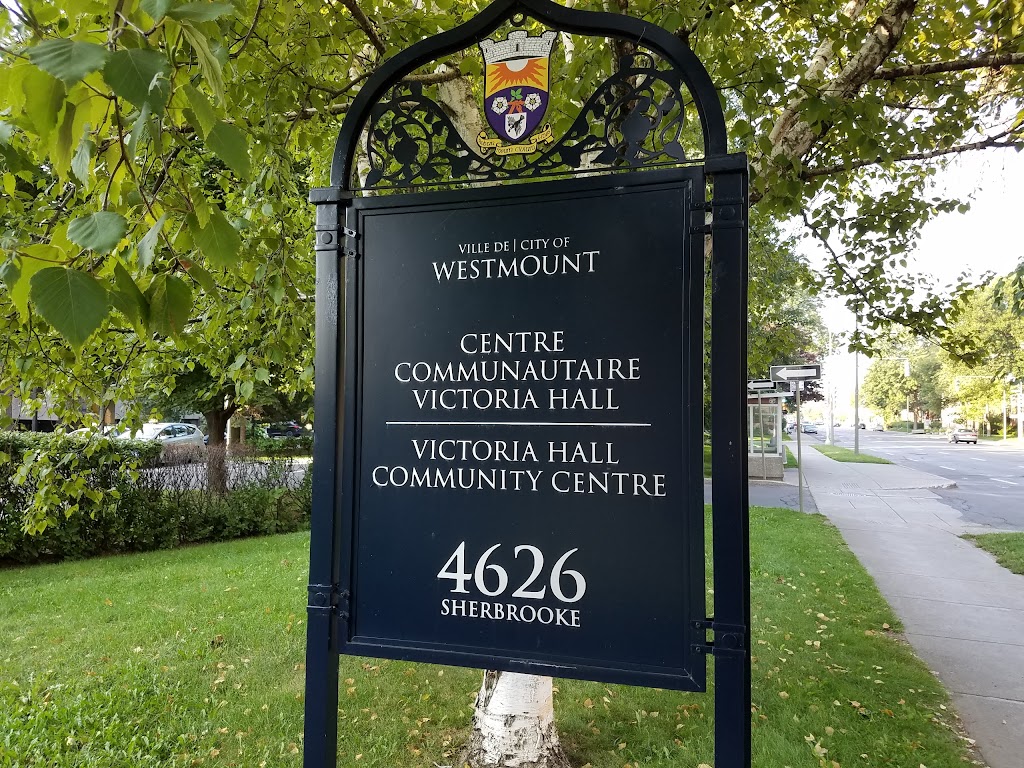 VILLE DE | CITY OF
WESTMOUNT
CENTRE
COMMUNAUTAIRE
VICTORIA HALL
VICTORIA HALL
COMMUNITY CENTRE
4626
SHERBROOKE